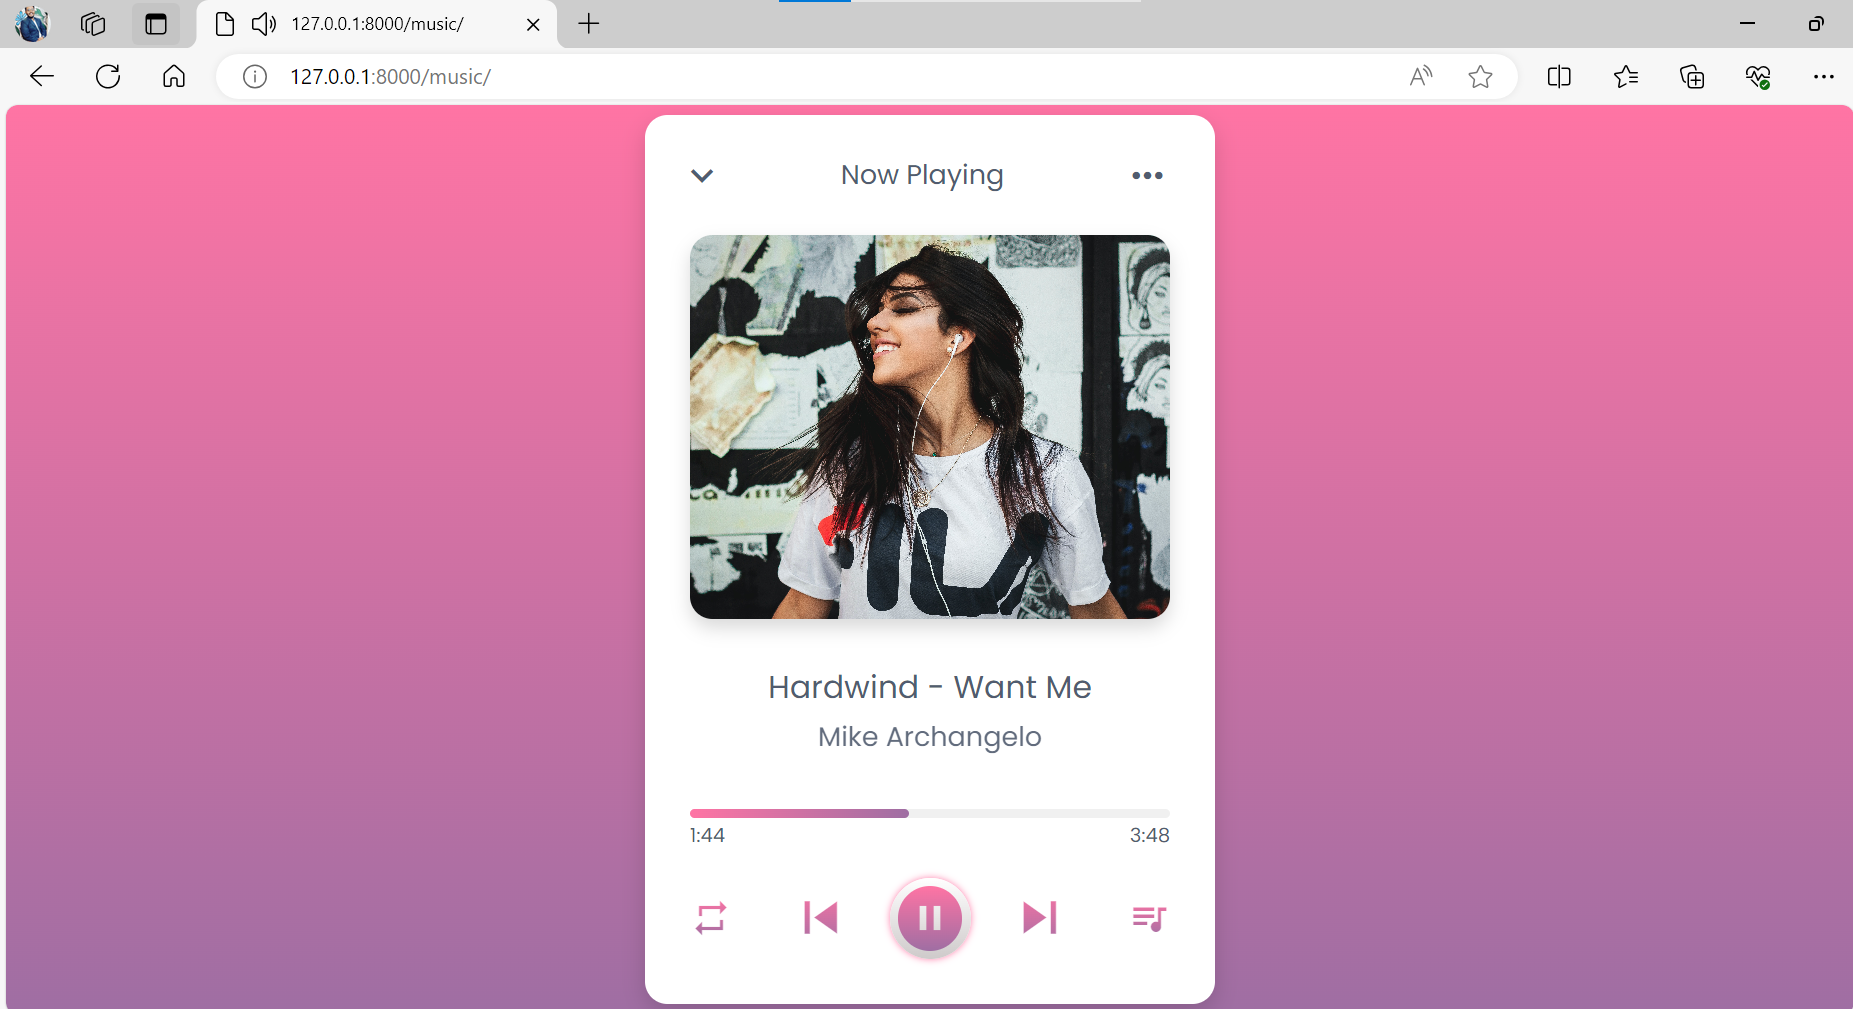 127.0.0.1:8000/music/
127.0.0.1:8000/music/
Now Playing
Hardwind - Want Me
Mike Archangelo
1:44
3:48